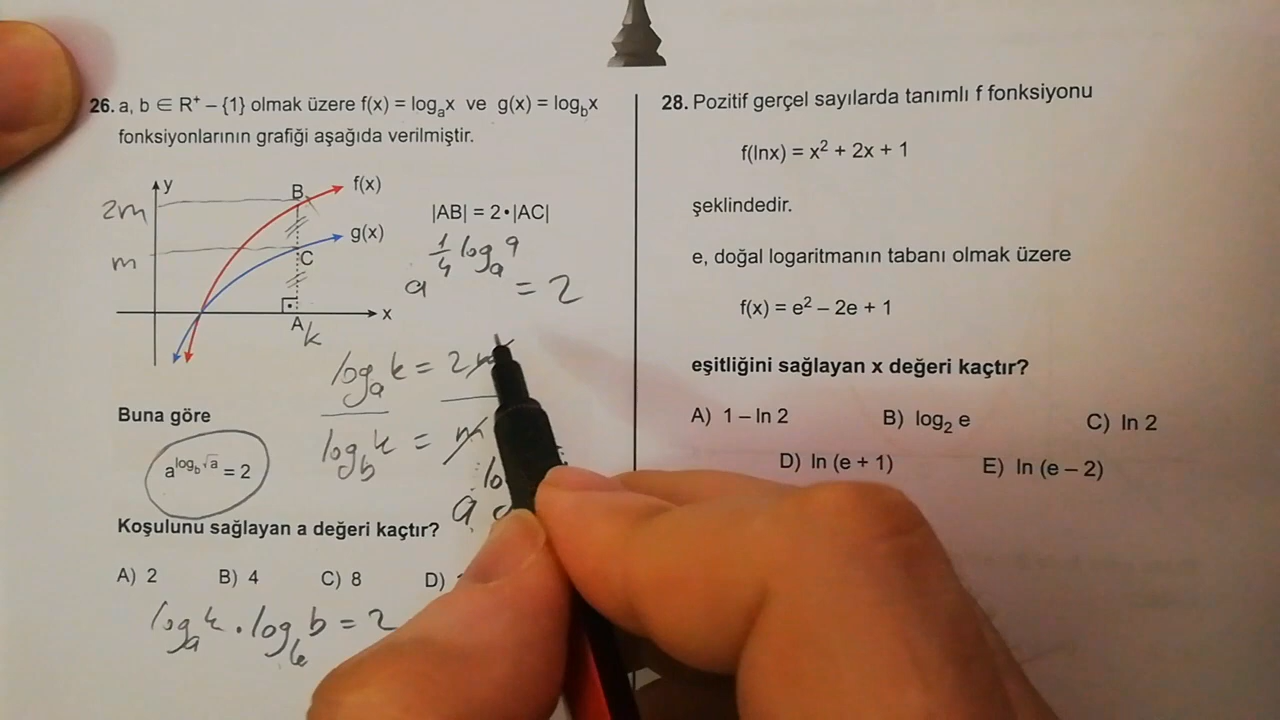 26. a, b ∈ R⁺ – {1} olmak üzere f(x) = logₐx ve g(x) = log_b x
fonksiyonlarının grafiği aşağıda verilmiştir.
y
B
f(x)
2m
|AB| = 2•|AC|
g(x)
m
C
a^(1/4 logₐ a) = 2
x
A
k
logₐ k = 2m
log_b k = m
Buna göre
a^(log_b √a) = 2
a
Koşulunu sağlayan a değeri kaçtır?
A) 2 B) 4 C) 8 D)
logₐ k . log_k b = 2
28. Pozitif gerçel sayılarda tanımlı f fonksiyonu
f(lnx) = x² + 2x + 1
şeklindedir.
e, doğal logaritmanın tabanı olmak üzere
f(x) = e² – 2e + 1
eşitliğini sağlayan x değeri kaçtır?
A) 1 – ln 2 B) log₂ e C) ln 2
D) ln (e + 1) E) ln (e – 2)